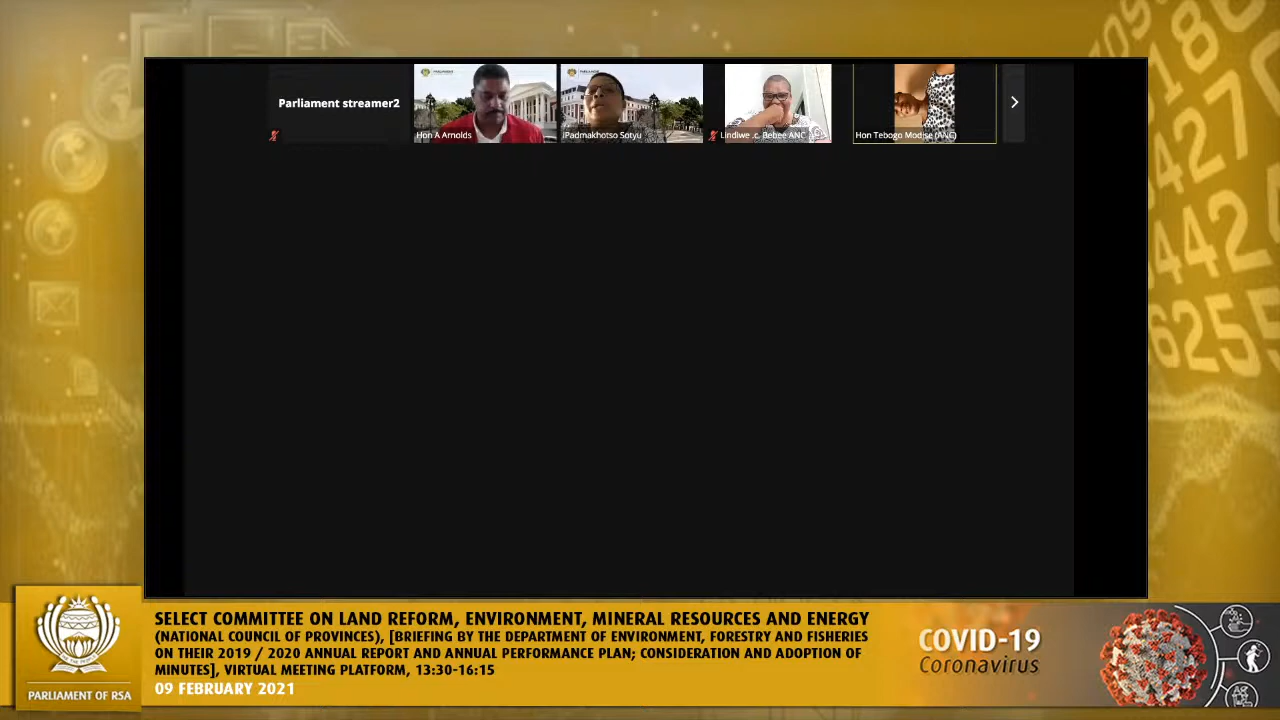 Parliament streamer2
Hon A Arnolds
iPadmakhotso Sotyu
Lindiwe .c. Bebee ANC
Hon Tebogo Modise (ANC)
SELECT COMMITTEE ON LAND REFORM, ENVIRONMENT, MINERAL RESOURCES AND ENERGY
(NATIONAL COUNCIL OF PROVINCES), [BRIEFING BY THE DEPARTMENT OF ENVIRONMENT, FORESTRY AND FISHERIES
ON THEIR 2019 / 2020 ANNUAL REPORT AND ANNUAL PERFORMANCE PLAN; CONSIDERATION AND ADOPTION OF
MINUTES], VIRTUAL MEETING PLATFORM, 13:30-16:15
09 FEBRUARY 2021
PARLIAMENT OF RSA
COVID-19
Coronavirus